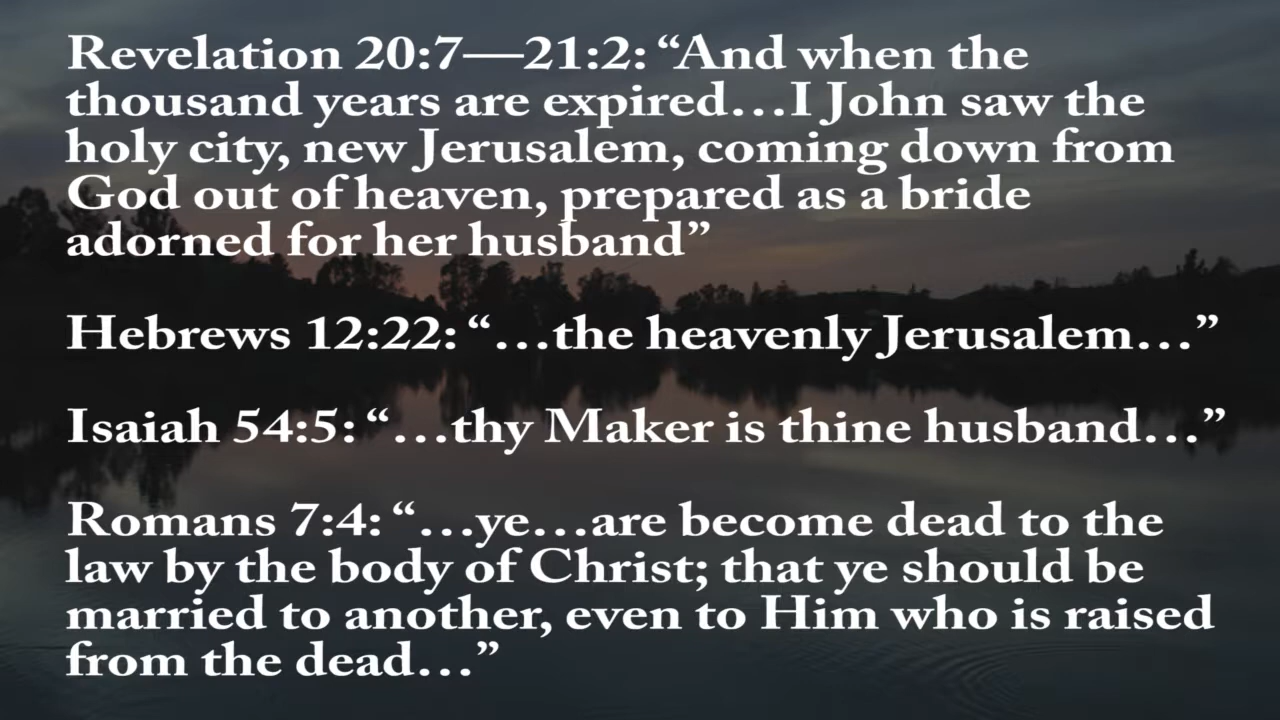 Revelation 20:7—21:2: “And when the
thousand years are expired…I John saw the
holy city, new Jerusalem, coming down from
God out of heaven, prepared as a bride
adorned for her husband”
Hebrews 12:22: “…the heavenly Jerusalem…”
Isaiah 54:5: “…thy Maker is thine husband…”
Romans 7:4: “…ye…are become dead to the
law by the body of Christ; that ye should be
married to another, even to Him who is raised
from the dead…”